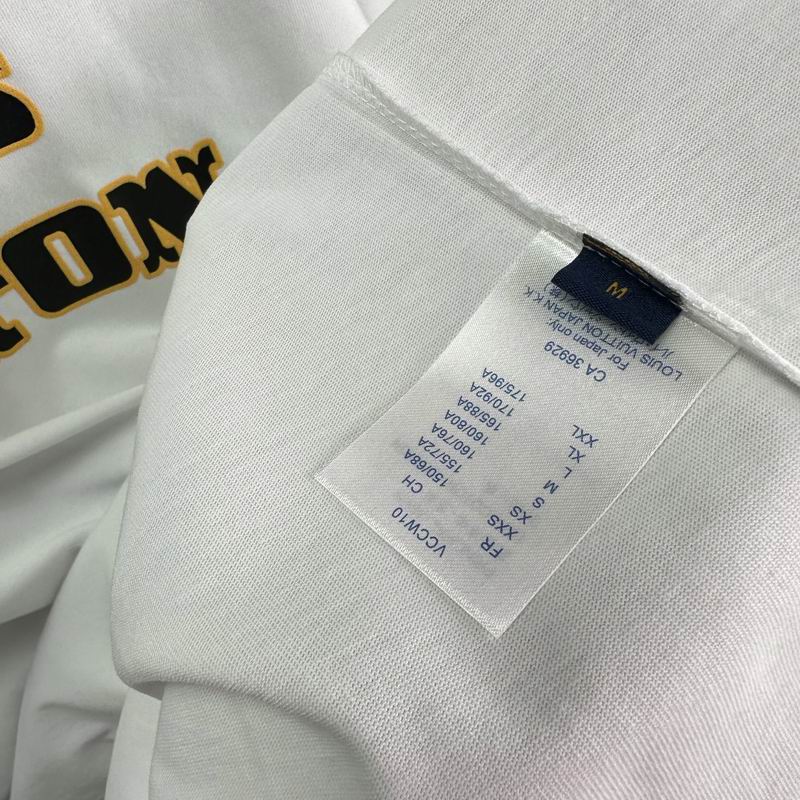 VCCW10
FR CH
XXS 150/68A
XS 155/72A
S 160/76A
M 160/80A
L 165/88A
XL 170/92A
XXL 175/96A
CA 36929
For Japan only.
LOUIS VUITTON JAPAN K.K.
M
TON